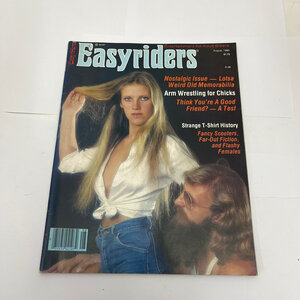 Easyriders
Nostalgic Issue — Lotsa
Weird Old Memorabilia
Arm Wrestling for Chicks
Think You're A Good
Friend? — A Test
Strange T-Shirt History
Fancy Scooters,
Far-Out Fiction,
and Flashy
Females